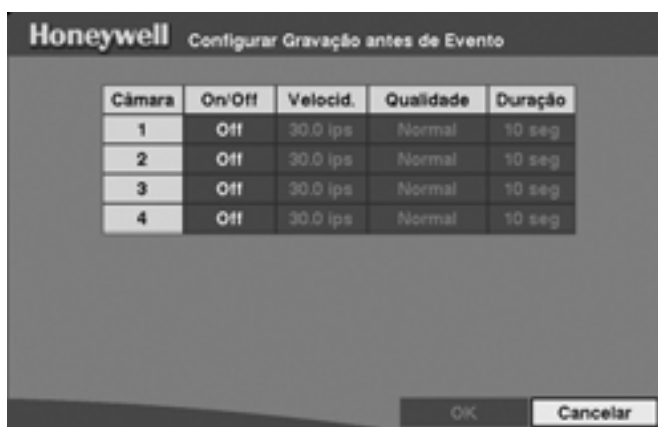 Honeywell Configurar Gravação antes de Evento
Câmara On/Off Velocid. Qualidade Duração
1 Off 30.0 ips Normal 10 seg
2 Off 30.0 ips Normal 10 seg
3 Off 30.0 ips Normal 10 seg
4 Off 30.0 ips Normal 10 seg
OK Cancelar